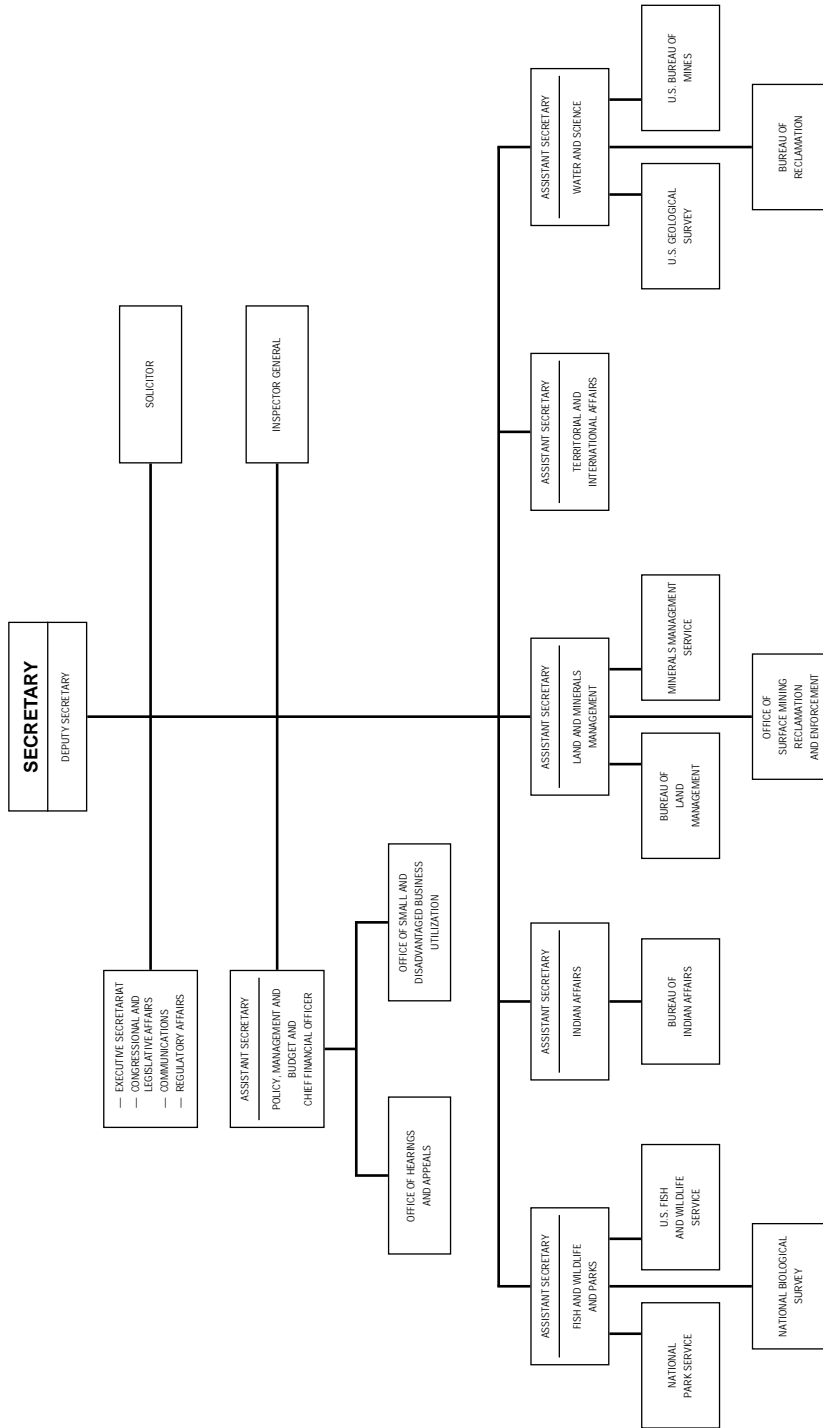 SECRETARY
DEPUTY SECRETARY
— EXECUTIVE SECRETARIAT
— CONGRESSIONAL AND
LEGISLATIVE AFFAIRS
— COMMUNICATIONS
— REGULATORY AFFAIRS
SOLICITOR
ASSISTANT SECRETARY
POLICY, MANAGEMENT AND
BUDGET AND
CHIEF FINANCIAL OFFICER
INSPECTOR GENERAL
OFFICE OF HEARINGS
AND APPEALS
OFFICE OF SMALL AND
DISADVANTAGED BUSINESS
UTILIZATION
ASSISTANT SECRETARY
FISH AND WILDLIFE
AND PARKS
ASSISTANT SECRETARY
INDIAN AFFAIRS
ASSISTANT SECRETARY
LAND AND MINERALS
MANAGEMENT
ASSISTANT SECRETARY
TERRITORIAL AND
INTERNATIONAL AFFAIRS
ASSISTANT SECRETARY
WATER AND SCIENCE
NATIONAL
PARK SERVICE
U.S. FISH
AND WILDLIFE
SERVICE
BUREAU OF
INDIAN AFFAIRS
BUREAU OF
LAND
MANAGEMENT
MINERALS MANAGEMENT
SERVICE
U.S. GEOLOGICAL
SURVEY
U.S. BUREAU OF
MINES
NATIONAL BIOLOGICAL
SURVEY
OFFICE OF
SURFACE MINING
RECLAMATION
AND ENFORCEMENT
BUREAU OF
RECLAMATION